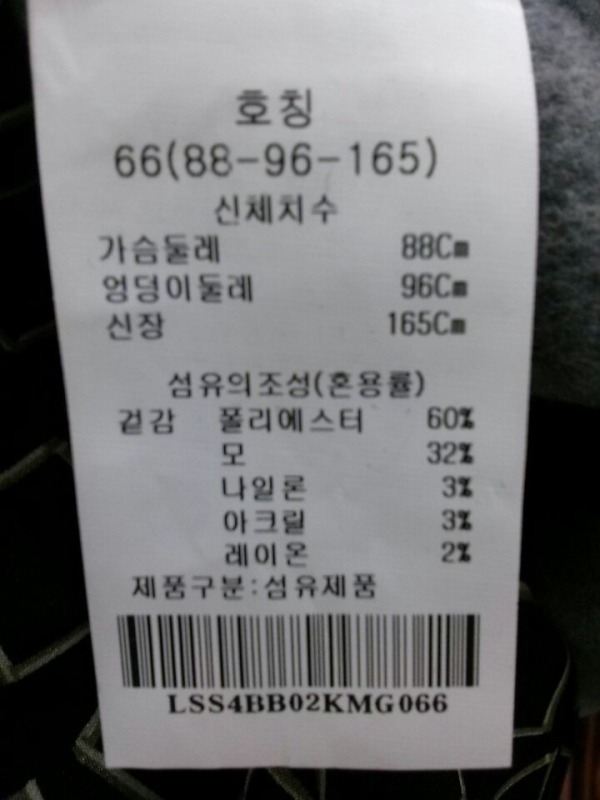 호칭
66(88-96-165)
신체치수
가슴둘레 88Cm
엉덩이둘레 96Cm
신장 165Cm
섬유의조성(혼용률)
겉감 폴리에스터 60%
모 32%
나일론 3%
아크릴 3%
레이온 2%
제품구분:섬유제품
LSS4BB02KMG066